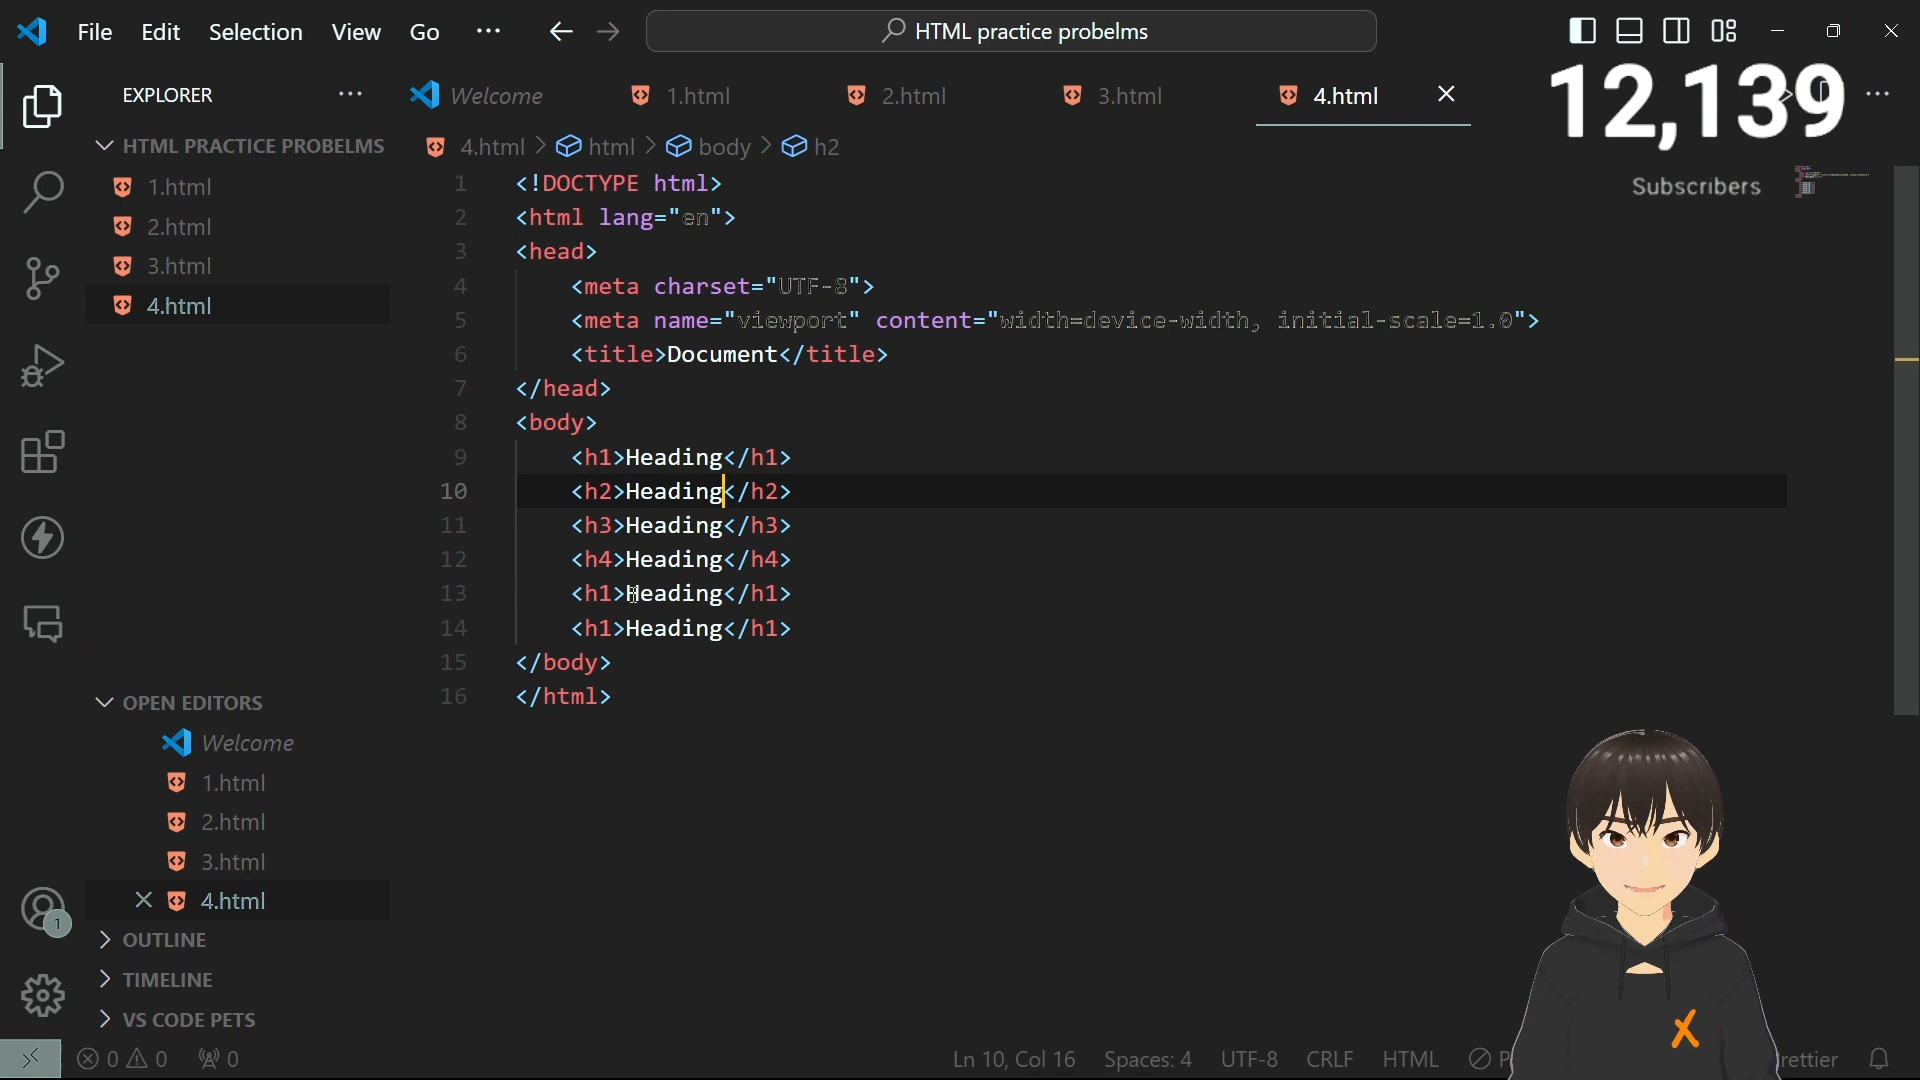 File Edit Selection View Go ··· HTML practice probelms
EXPLORER ··· Welcome 1.html 2.html 3.html 4.html ···
12,139
Subscribers
HTML PRACTICE PROBELMS
1.html
2.html
3.html
4.html
4.html > html > body > h2
1 <!DOCTYPE html>
2 <html lang="en">
3 <head>
4 <meta charset="UTF-8">
5 <meta name="viewport" content="width=device-width, initial-scale=1.0">
6 <title>Document</title>
7 </head>
8 <body>
9 <h1>Heading</h1>
10 <h2>Heading</h2>
11 <h3>Heading</h3>
12 <h4>Heading</h4>
13 <h1>Heading</h1>
14 <h1>Heading</h1>
15 </body>
16 </html>
OPEN EDITORS
Welcome
1.html
2.html
3.html
4.html
1
OUTLINE
TIMELINE
VS CODE PETS
X
0 0 0 Ln 10, Col 16 Spaces: 4 UTF-8 CRLF HTML P rettier